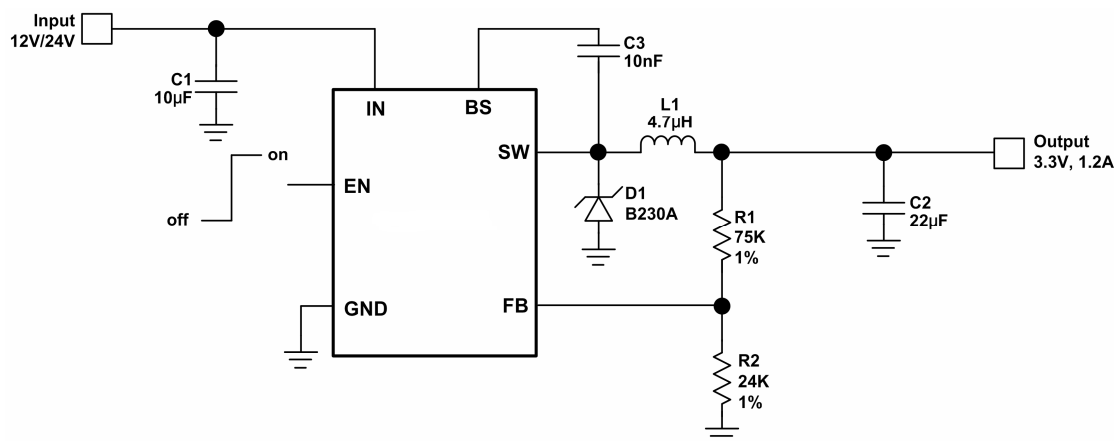 Input
12V/24V
C1
10µF
on
off
IN
BS
SW
EN
GND
FB
C3
10nF
L1
4.7µH
D1
B230A
R1
75K
1%
R2
24K
1%
C2
22µF
Output
3.3V, 1.2A